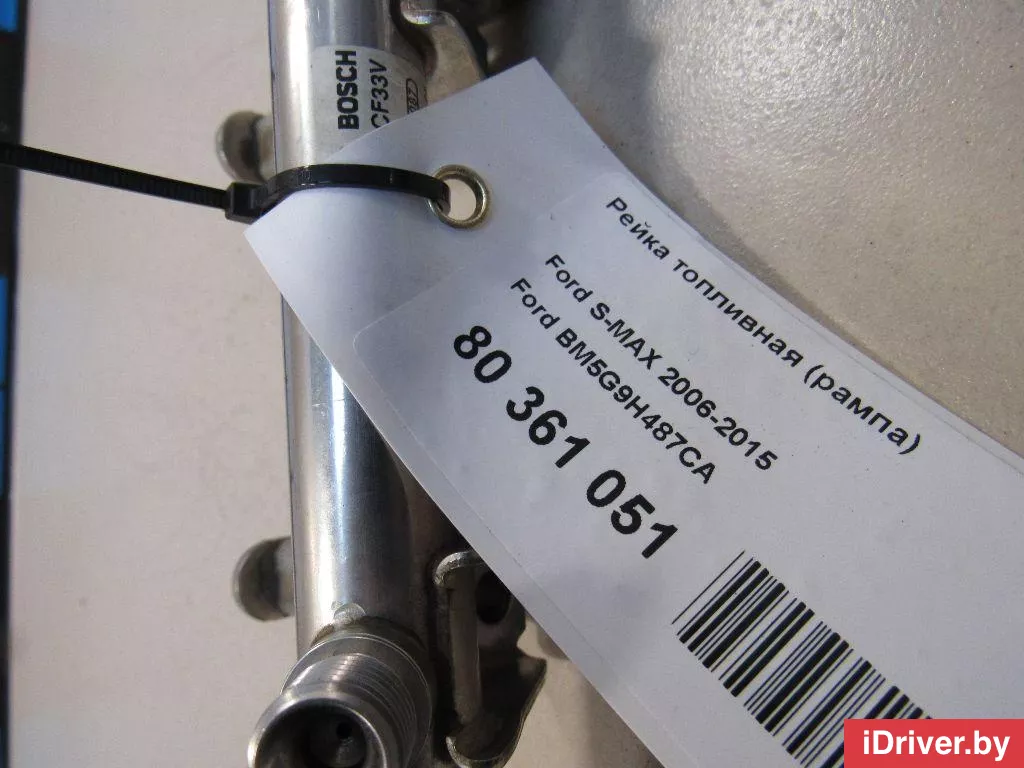 BOSCH
CF33V
Рейка топливная (рампа)
Ford S-MAX 2006-2015
Ford BM5G9H487CA
80 361 051
iDriver.by